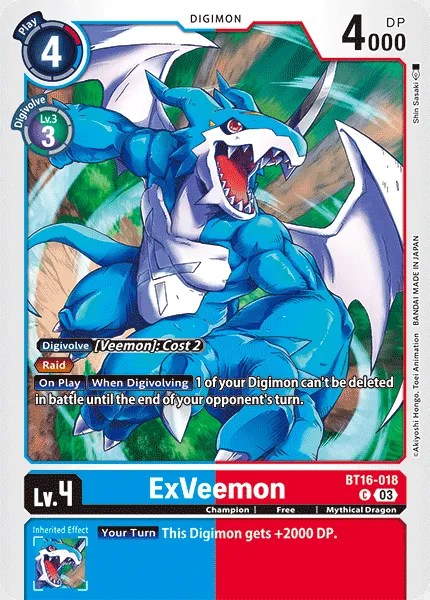 DIGIMON
Play
4
DP
4000
Digivolve
Lv.3
3
Shin Sasaki
©Akiyoshi Hongo, Toei Animation BANDAI MADE IN JAPAN
Digivolve [Veemon]: Cost 2
Raid
On Play When Digivolving 1 of your Digimon can't be deleted
in battle until the end of your opponent's turn.
Lv.4
ExVeemon
BT16-018
C 03
Champion | Free | Mythical Dragon
Inherited Effect
Your Turn This Digimon gets +2000 DP.